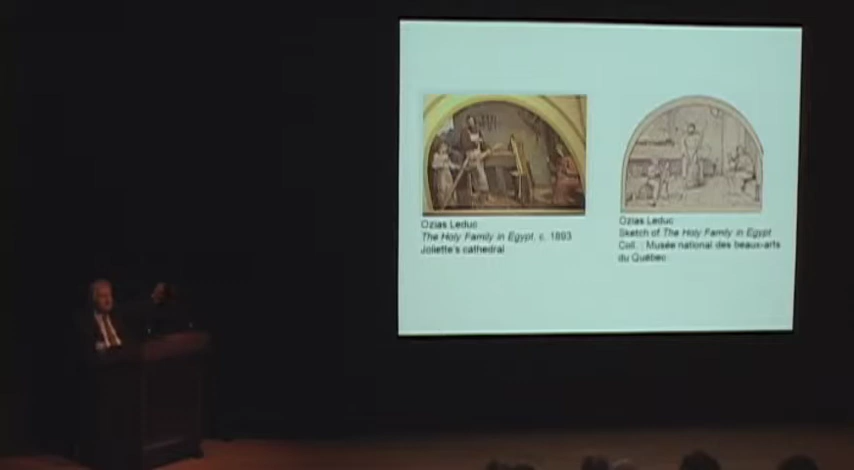 Ozias Leduc
The Holy Family in Egypt, c. 1893
Joliette's cathedral
Ozias Leduc
Sketch of The Holy Family in Egypt
Coll. : Musée national des beaux-arts
du Québec